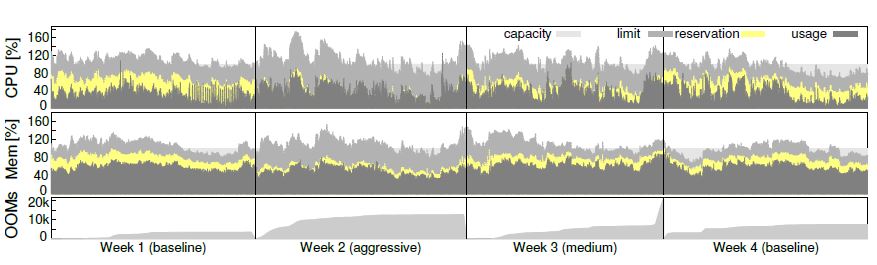 capacity limit reservation usage
CPU [%]
160
120
80
40
0
Mem [%]
160
120
80
40
0
OOMs
20k
10k
0
Week 1 (baseline) Week 2 (aggressive) Week 3 (medium) Week 4 (baseline)